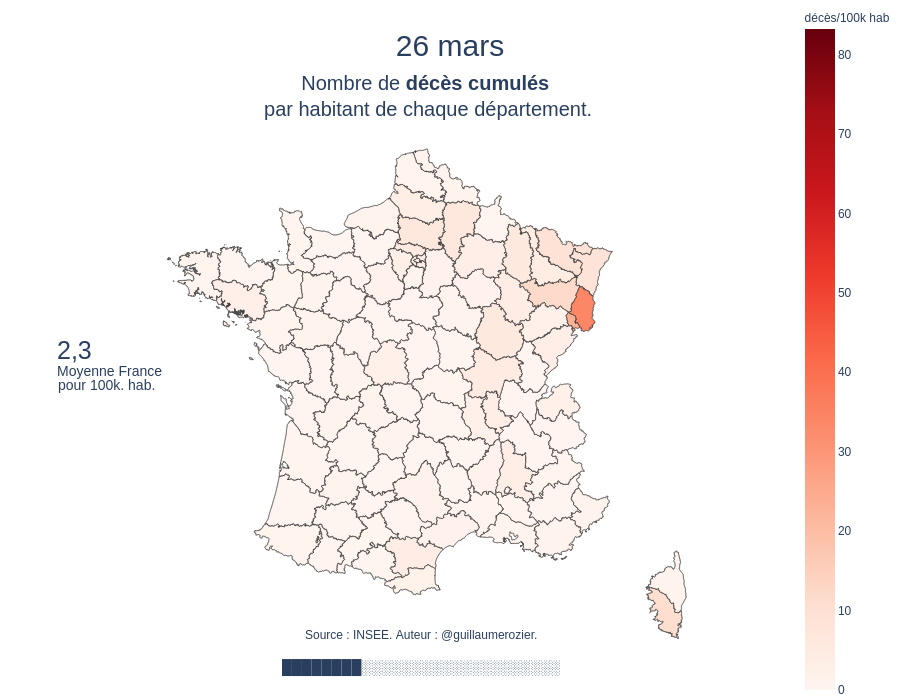 décès/100k hab
26 mars
Nombre de décès cumulés
par habitant de chaque département.
80
70
60
50
40
30
20
10
0
2,3
Moyenne France
pour 100k. hab.
Source : INSEE. Auteur : @guillaumerozier.